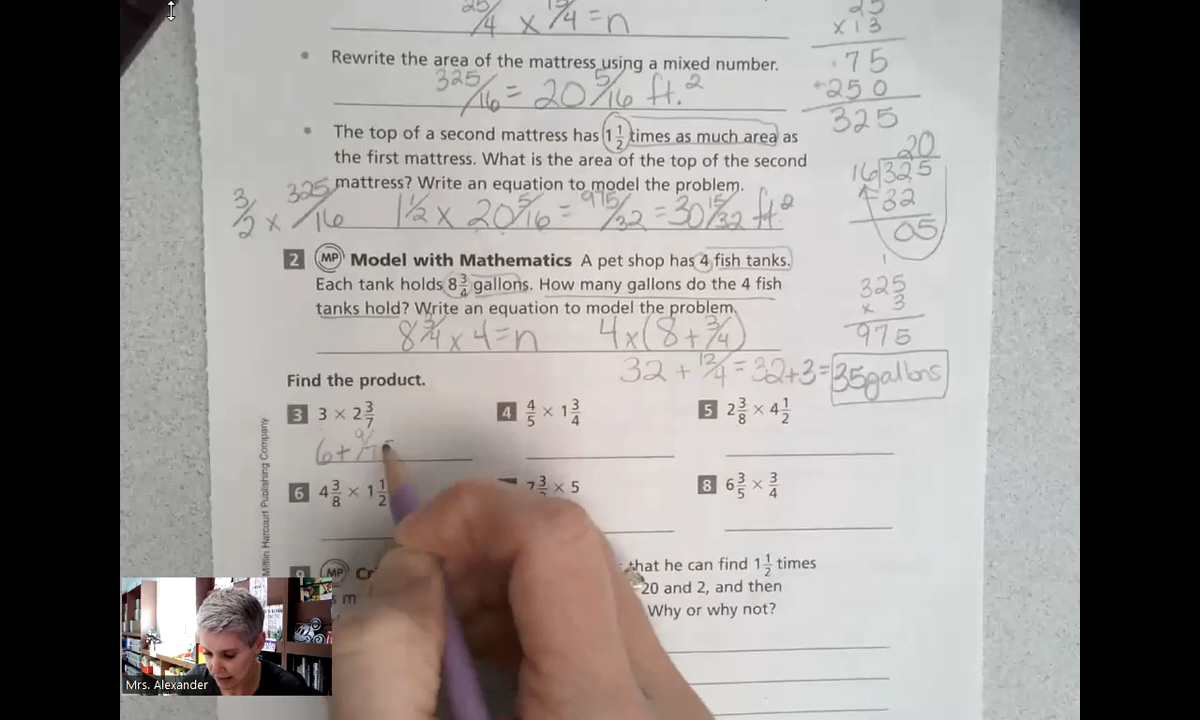 25/4 x 13/4 = n
25
x 13
75
+250
325
• Rewrite the area of the mattress using a mixed number.
325/16 = 20 5/16 ft.²
• The top of a second mattress has 1 1/2 times as much area as
the first mattress. What is the area of the top of the second
mattress? Write an equation to model the problem.
3/2 x 325/16
1 1/2 x 20 5/16 = 975/32 = 30 15/32 ft.²
20
16 325
-32
05
2 MP Model with Mathematics A pet shop has 4 fish tanks.
Each tank holds 8 3/4 gallons. How many gallons do the 4 fish
tanks hold? Write an equation to model the problem.
8 3/4 x 4 = n 4 x (8 + 3/4)
32 + 12/4 = 32+3 = 35 gallons
1
325
x 3
975
Find the product.
3 3 × 2 3/7
6 + 9/7
4 4/5 × 1 3/4
5 2 3/8 × 4 1/2
6 4 3/8 × 1 1/2
8 6 3/5 × 3/4
9 MP
that he can find 1 1/2 times
20 and 2, and then
Why or why not?
Mifflin Harcourt Publishing Company
Mrs. Alexander